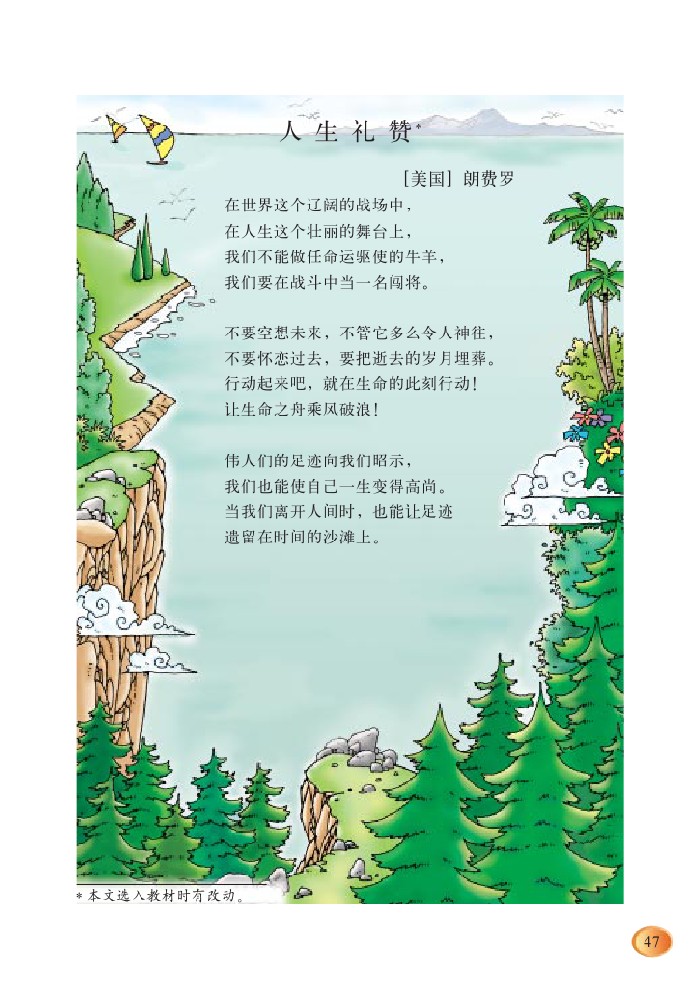 人生礼赞*
[美国] 朗费罗
在世界这个辽阔的战场中，
在人生这个壮丽的舞台上，
我们不能做任命运驱使的牛羊，
我们要在战斗中当一名闯将。
不要空想未来，不管它多么令人神往，
不要怀恋过去，要把逝去的岁月埋葬。
行动起来吧，就在生命的此刻行动！
让生命之舟乘风破浪！
伟人们的足迹向我们昭示，
我们也能使自己一生变得高尚。
当我们离开人间时，也能让足迹
遗留在时间的沙滩上。
* 本文选入教材时有改动。
47